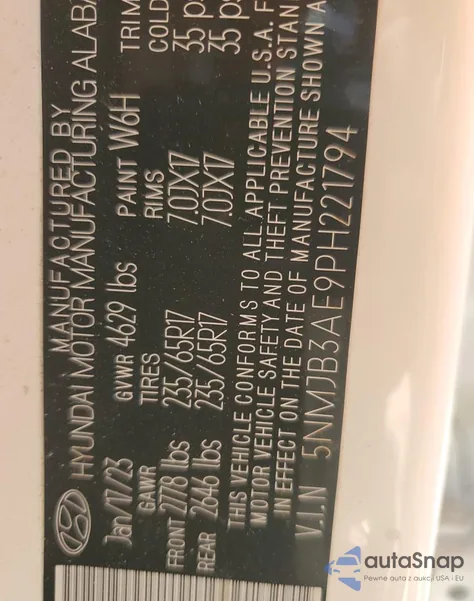 MANUFACTURED BY
HYUNDAI MOTOR MANUFACTURING ALABA
Jan/17/23 GVWR 4629 lbs PAINT W6H TRIM
GAWR TIRES RIMS COLD
FRONT 2778 lbs 235/65R17 7.0JX17 35 ps
REAR 2646 lbs 235/65R17 7.0JX17 35 ps
THIS VEHICLE CONFORMS TO ALL APPLICABLE U.S.A. F
MOTOR VEHICLE SAFETY AND THEFT PREVENTION STAN
IN EFFECT ON THE DATE OF MANUFACTURE SHOWN A
V.I.N 5NMJB3AE9PH221794
autaSnap
Pewne auta z aukcji USA i EU